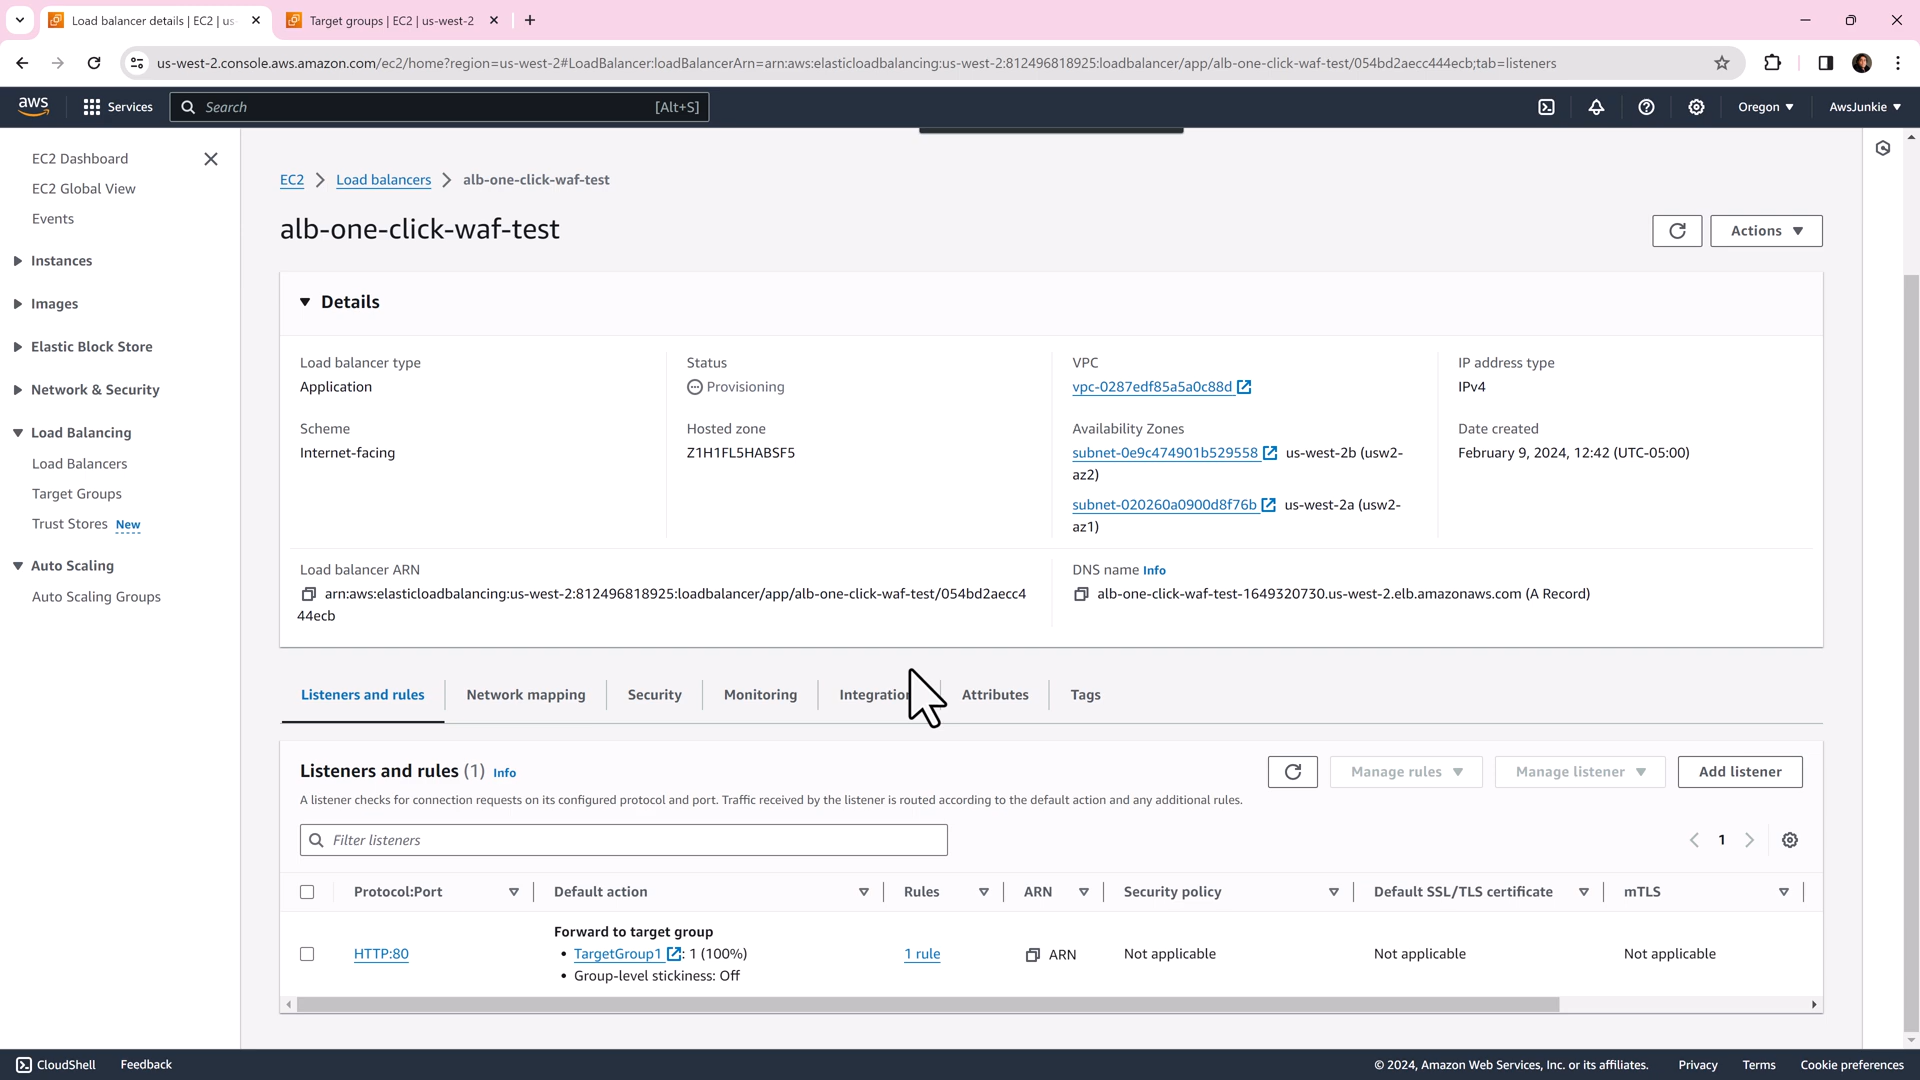 Load balancer details | EC2 | us-
Target groups | EC2 | us-west-2
us-west-2.console.aws.amazon.com/ec2/home?region=us-west-2#LoadBalancer:loadBalancerArn=arn:aws:elasticloadbalancing:us-west-2:812496818925:loadbalancer/app/alb-one-click-waf-test/054bd2aecc444ecb;tab=listeners
aws
Services
Search
[Alt+S]
Oregon
AwsJunkie
EC2 Dashboard
EC2 Global View
Events
Instances
Images
Elastic Block Store
Network & Security
Load Balancing
Load Balancers
Target Groups
Trust Stores New
Auto Scaling
Auto Scaling Groups
EC2
Load balancers
alb-one-click-waf-test
alb-one-click-waf-test
Actions
Details
Load balancer type
Application
Status
Provisioning
VPC
vpc-0287edf85a5a0c88d
IP address type
IPv4
Scheme
Internet-facing
Hosted zone
Z1H1FL5HABSF5
Availability Zones
subnet-0e9c474901b529558 us-west-2b (usw2-
az2)
subnet-020260a0900d8f76b us-west-2a (usw2-
az1)
Date created
February 9, 2024, 12:42 (UTC-05:00)
Load balancer ARN
arn:aws:elasticloadbalancing:us-west-2:812496818925:loadbalancer/app/alb-one-click-waf-test/054bd2aecc4
44ecb
DNS name Info
alb-one-click-waf-test-1649320730.us-west-2.elb.amazonaws.com (A Record)
Listeners and rules
Network mapping
Security
Monitoring
Integration
Attributes
Tags
Listeners and rules (1) Info
Manage rules
Manage listener
Add listener
A listener checks for connection requests on its configured protocol and port. Traffic received by the listener is routed according to the default action and any additional rules.
Filter listeners
1
Protocol:Port
Default action
Rules
ARN
Security policy
Default SSL/TLS certificate
mTLS
HTTP:80
Forward to target group
• TargetGroup1 : 1 (100%)
• Group-level stickiness: Off
1 rule
ARN
Not applicable
Not applicable
Not applicable
CloudShell
Feedback
© 2024, Amazon Web Services, Inc. or its affiliates.
Privacy
Terms
Cookie preferences